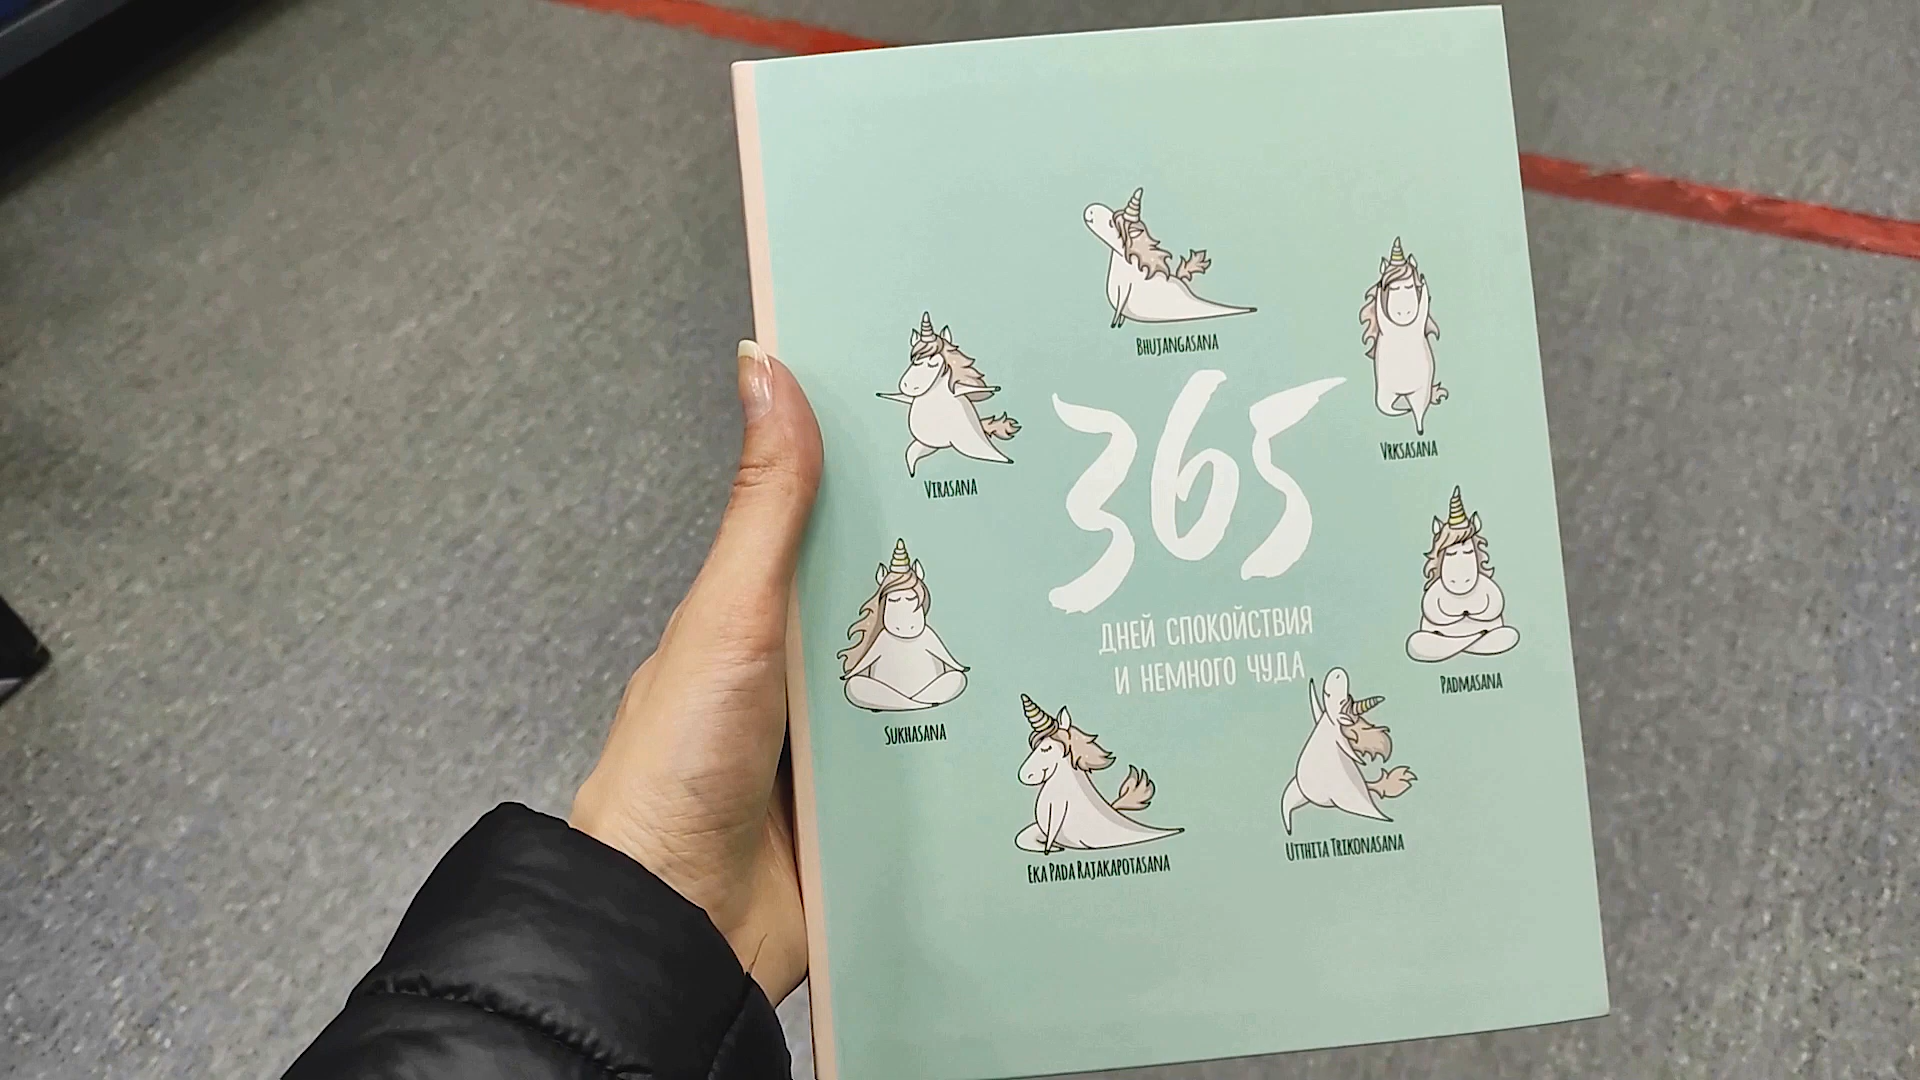 Bhujangasana
Vrksasana
Virasana
365
дней спокойствия
и немного чуда
Padmasana
Sukhasana
Eka Pada Rajakapotasana
Utthita Trikonasana